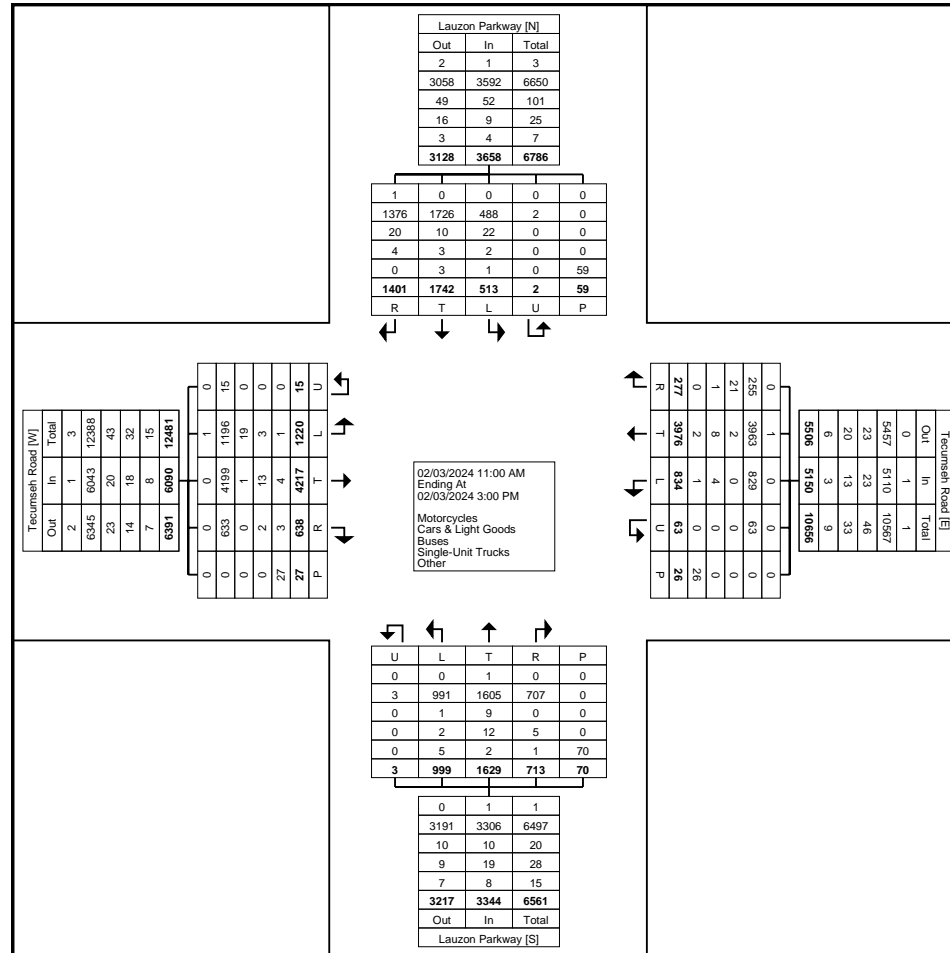 Lauzon Parkway [N]
Out In Total
2 1 3
3058 3592 6650
49 52 101
16 9 25
3 4 7
3128 3658 6786
1 0 0 0 0
1376 1726 488 2 0
20 10 22 0 0
4 3 2 0 0
0 3 1 0 59
1401 1742 513 2 59
R T L U P
Tecumseh Road [W]
Total 3 12388 43 32 15 12481
In 1 6043 20 18 8 6090
Out 2 6345 23 14 7 6391
0 15 0 0 0 15 U
1 1196 19 3 1 1220 L
0 4199 1 13 4 4217 T
0 633 0 2 3 638 R
0 0 0 0 27 27 P
02/03/2024 11:00 AM
Ending At
02/03/2024 3:00 PM
Motorcycles
Cars & Light Goods
Buses
Single-Unit Trucks
Other
R 277 0 1 21 255 0
T 3976 2 8 2 3963 1
L 834 1 4 0 829 0
U 63 0 0 0 63 0
P 26 26 0 0 0 0
5506 6 20 23 5457 0 Out
5150 3 13 23 5110 1 In
10656 9 33 46 10567 1 Total
Tecumseh Road [E]
U L T R P
0 0 1 0 0
3 991 1605 707 0
0 1 9 0 0
0 2 12 5 0
0 5 2 1 70
3 999 1629 713 70
0 1 1
3191 3306 6497
10 10 20
9 19 28
7 8 15
3217 3344 6561
Out In Total
Lauzon Parkway [S]